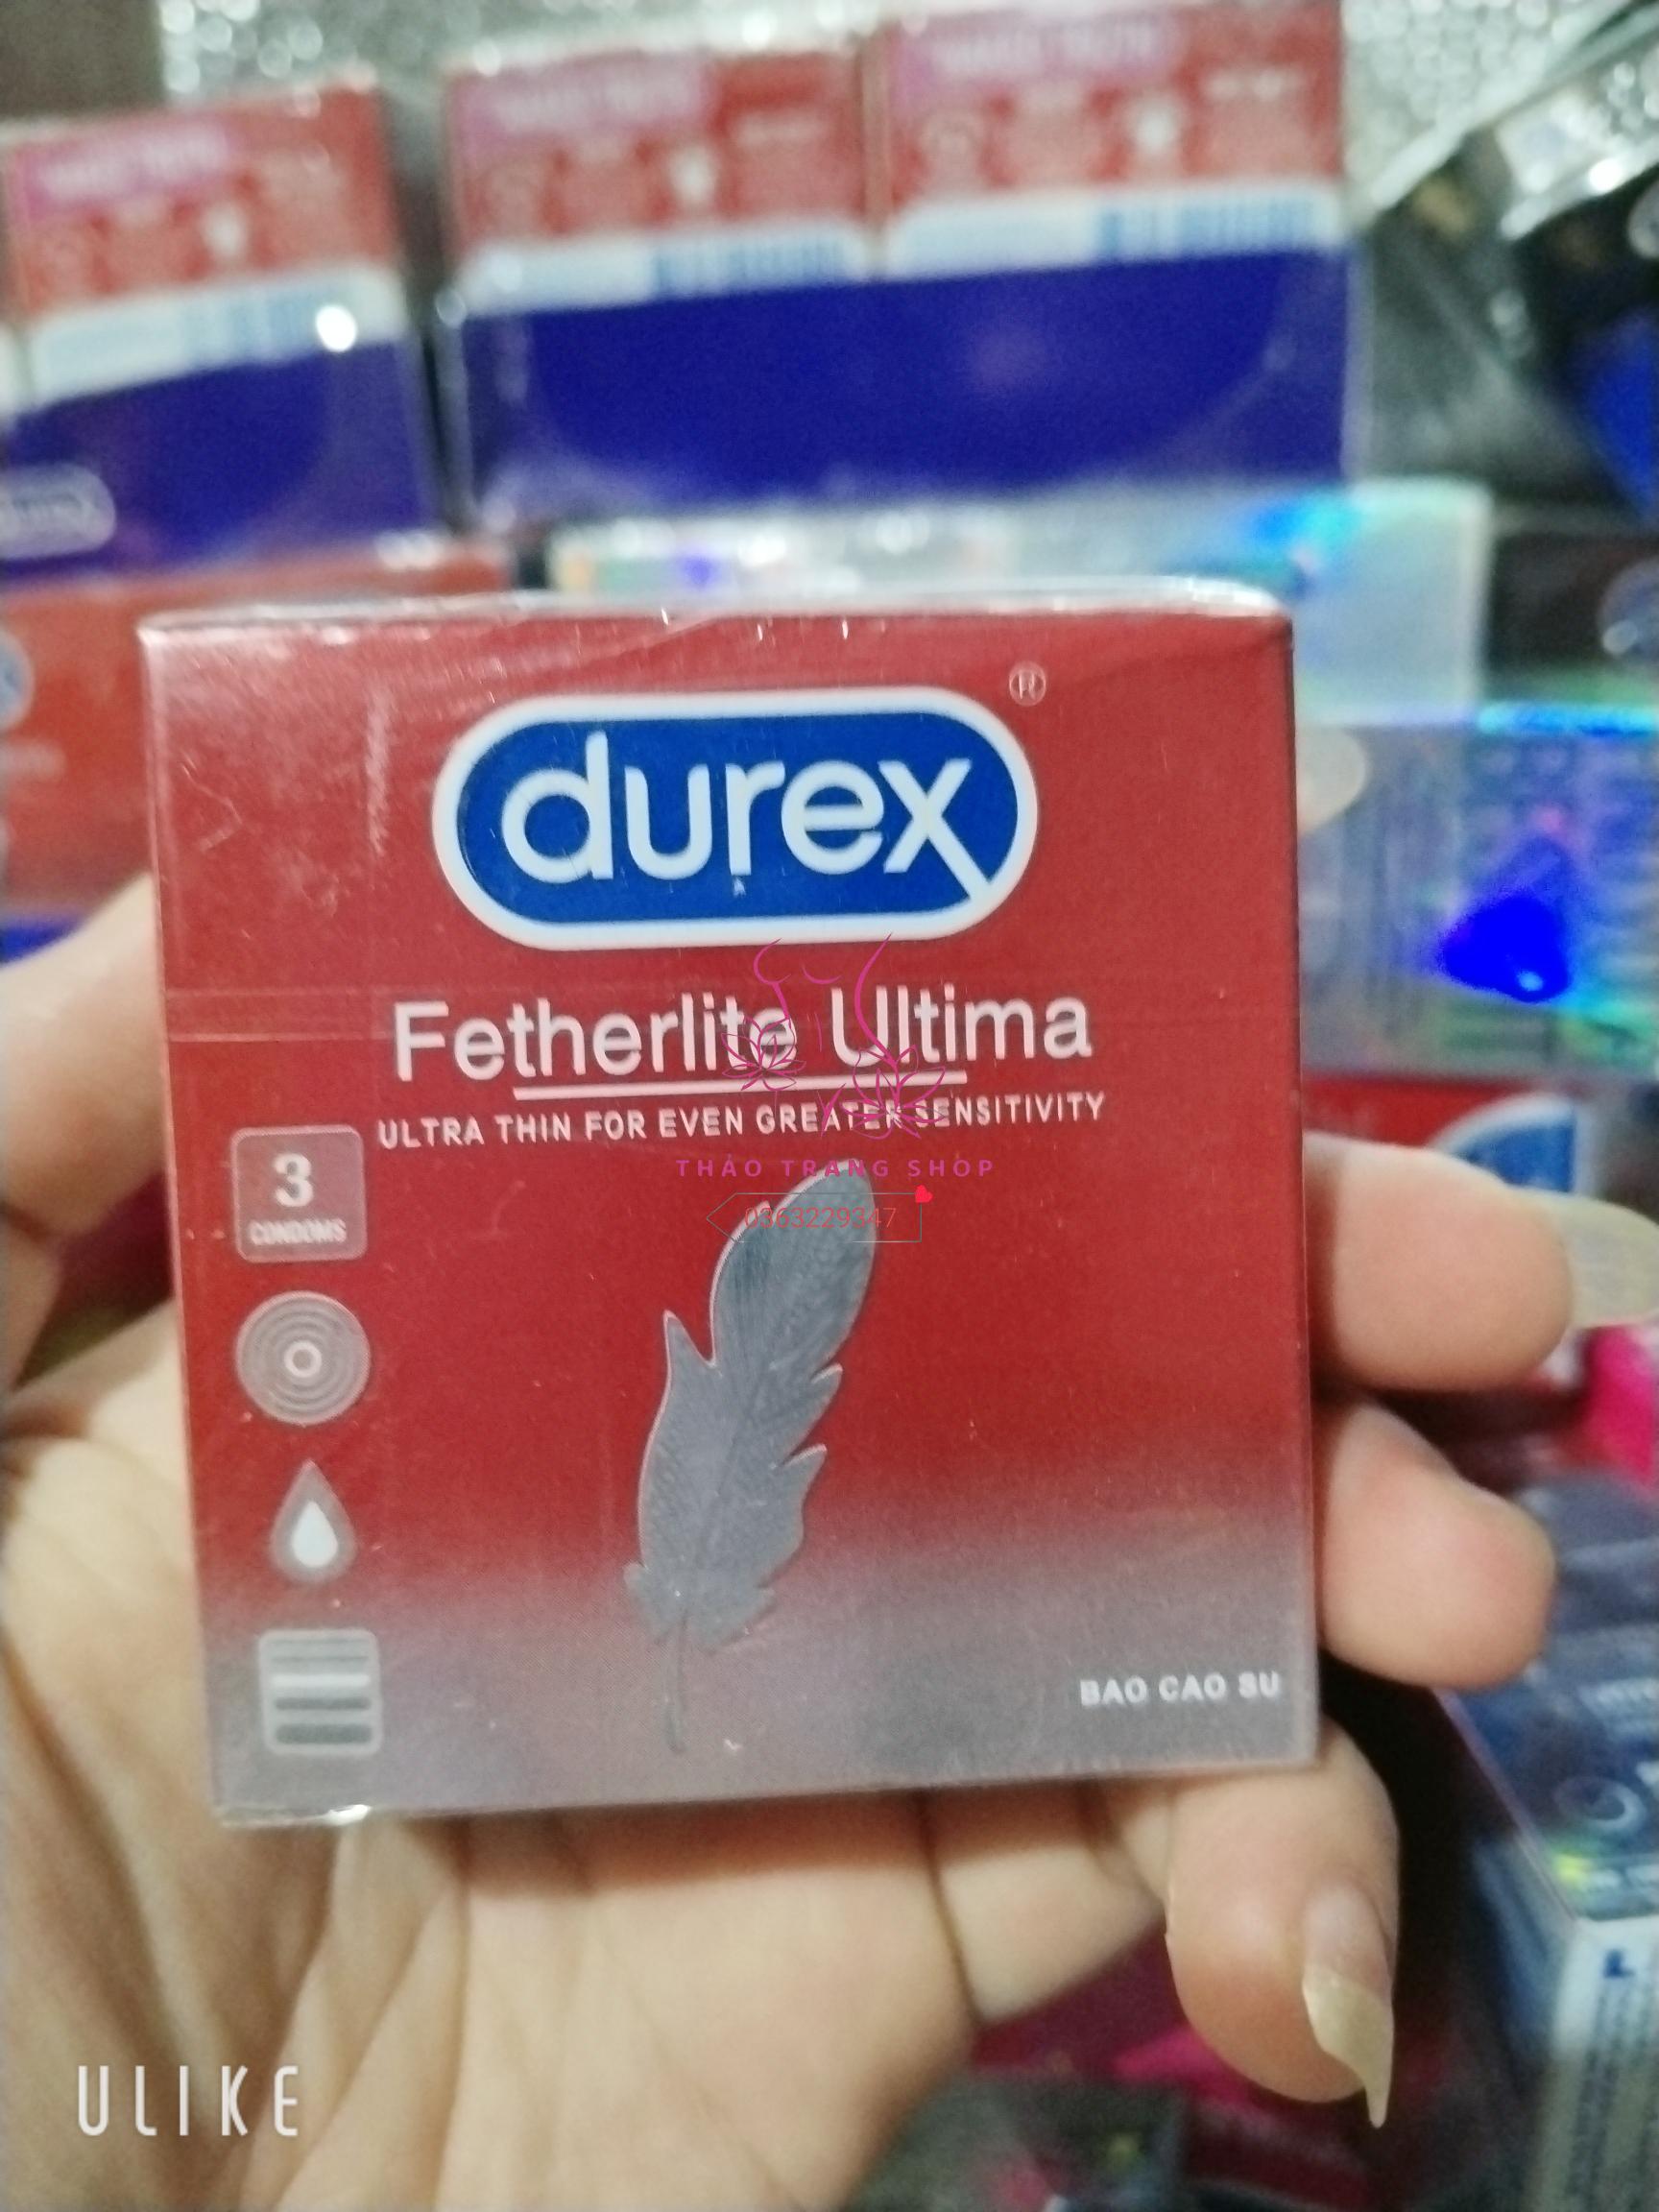 durex
®
Fetherlite Ultima
ULTRA THIN FOR EVEN GREATER SENSITIVITY
THẢO TRANG SHOP
0363229347
3
CONDOMS
BAO CAO SU
L
ULIKE